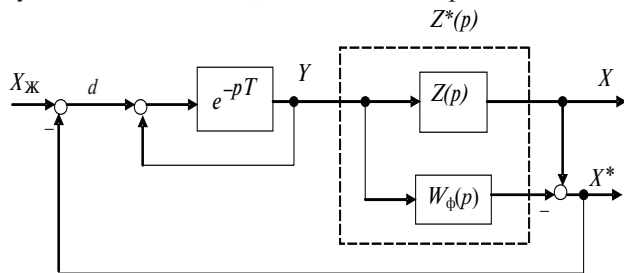 Z*(p)
X_Ж
d
e^{-pT}
Y
Z(p)
X
–
W_ф(p)
–
X*